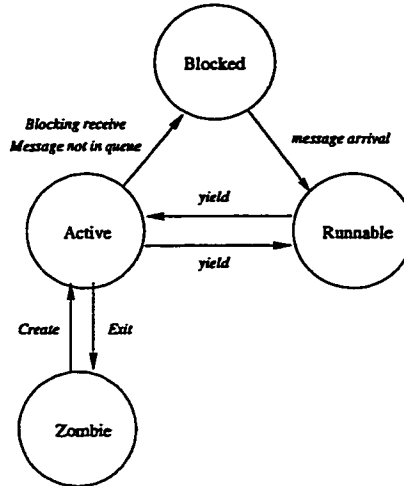 Blocked
Blocking receive
Message not in queue
message arrival
yield
Active
Runnable
yield
Create
Exit
Zombie